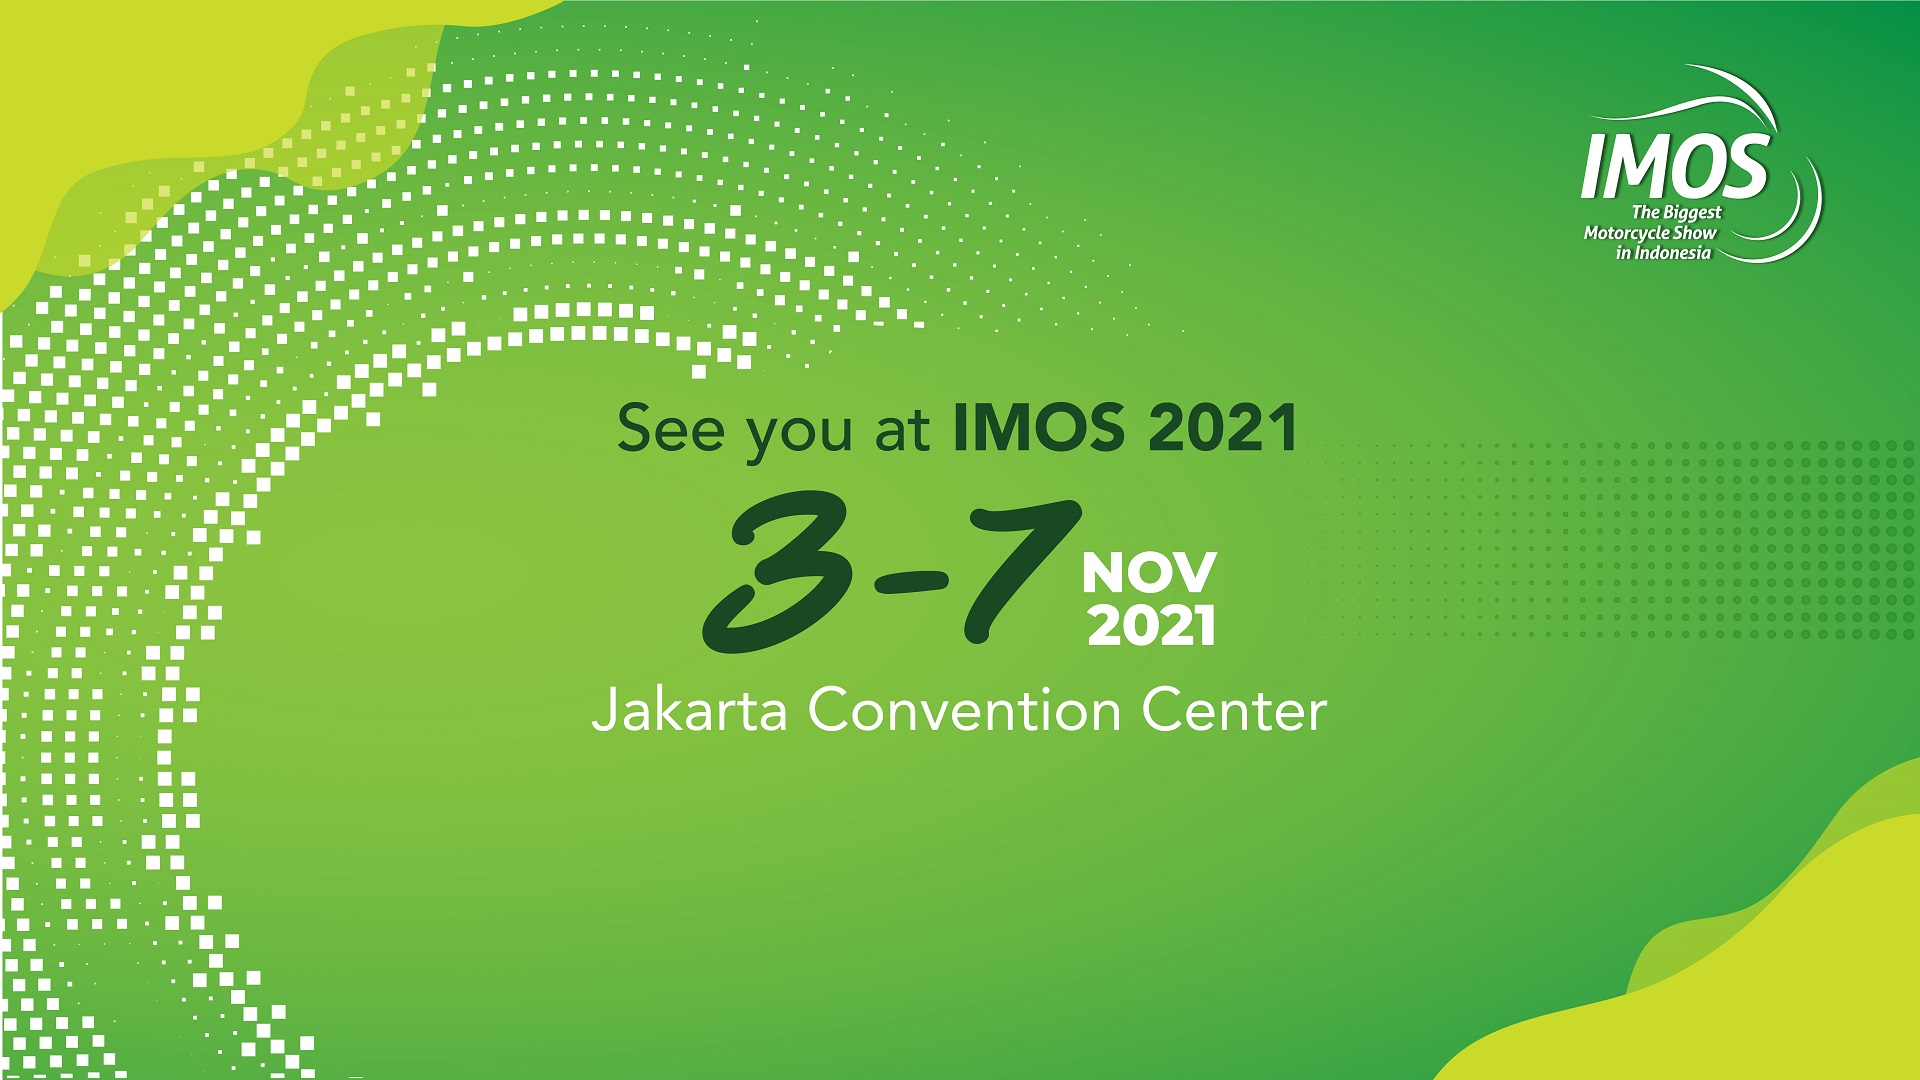 IMOS
The Biggest
Motorcycle Show
in Indonesia
See you at IMOS 2021
3-7 NOV
2021
Jakarta Convention Center